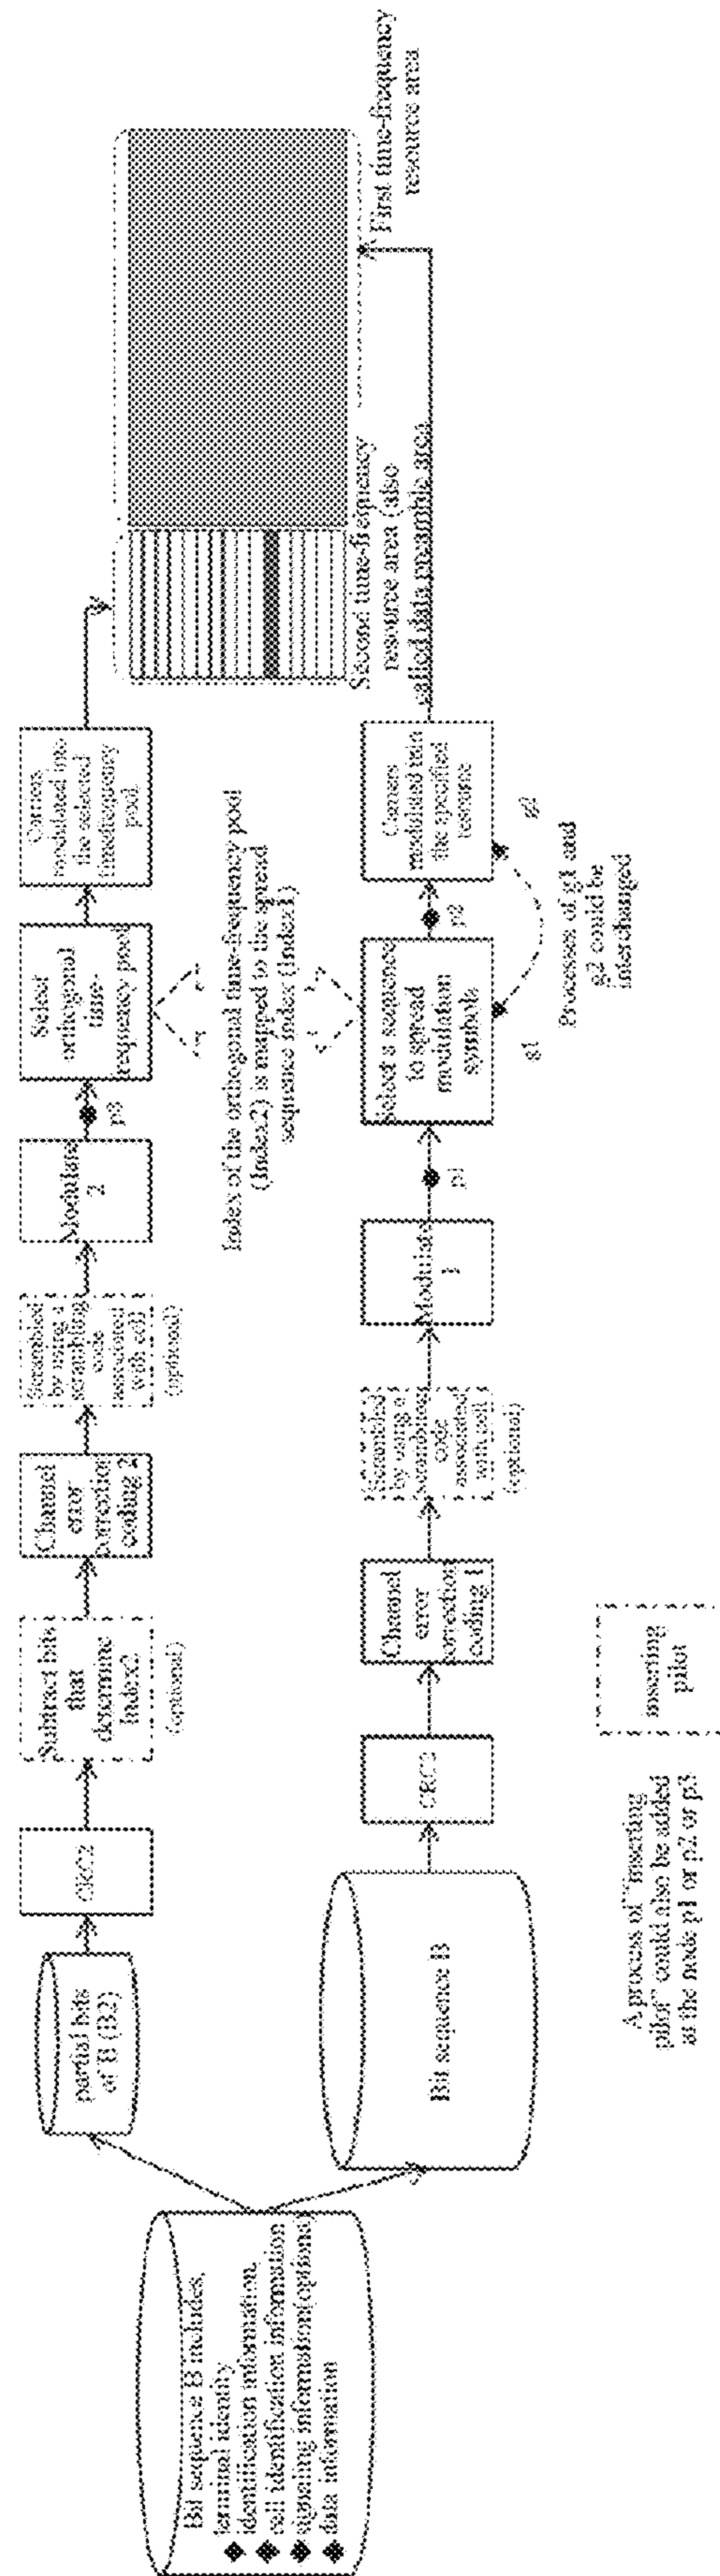 Bit sequence B includes,
terminal identity
identification information,
cell identification information
signaling information(optional)
data information
partial bits
of B (B2)
CRC2
Subtract bits
that
determine
Index2
(optional)
Channel
error
correction
coding 2
Scrambled
by using a
scrambling
code
associated
with cell
(optional)
Modulate
2
p3
Select
orthogonal
time-
frequency pool
Carriers
modulated into
the selected
time-frequency
pool
Index of the orthogonal time-frequency pool
(Index2) is mapped to the spread
sequence index (Index1)
Second time-frequency
resource area (also
called data preamble area
First time-frequency
resource area
Bit sequence B
Channel
error
correction
coding 1
Scrambled
by using a
scrambling
code
associated
with cell
(optional)
Modulate
1
p1
Select a sequence
to spread
modulation
symbols
p2
Carriers
modulated into
the specified
resource
g1
g2
Processes of g1 and
g2 could be
interchanged
A process of "inserting
pilot" could also be added
at the node p1 or p2 or p3
inserting
pilot